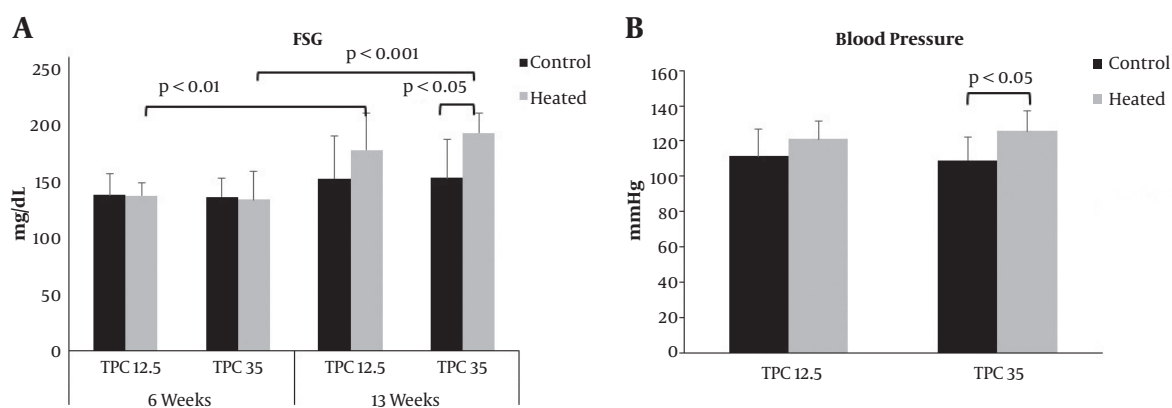 A
FSG
250
200
150
100
50
0
mg/dL
p < 0.001
p < 0.01
p < 0.05
Control
Heated
TPC 12.5
TPC 35
TPC 12.5
TPC 35
6 Weeks
13 Weeks
B
Blood Pressure
160
140
120
100
80
60
40
20
0
mmHg
p < 0.05
Control
Heated
TPC 12.5
TPC 35